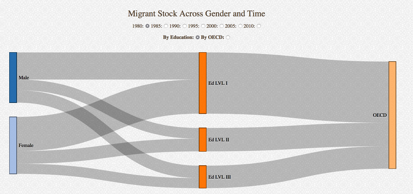 Migrant Stock Across Gender and Time
1980: 1985: 1990: 1995: 2000: 2005: 2010:
By Education: By OECD:
Male
Ed LVL I
OECD
Female
Ed LVL II
Ed LVL III